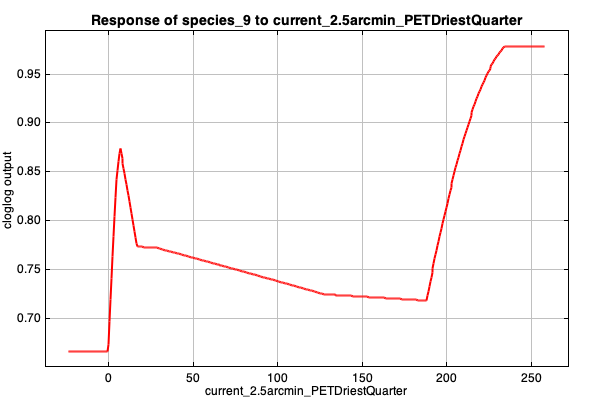 Response of species_9 to current_2.5arcmin_PETDriestQuarter
cloglog output
0.95
0.90
0.85
0.80
0.75
0.70
0 50 100 150 200 250
current_2.5arcmin_PETDriestQuarter